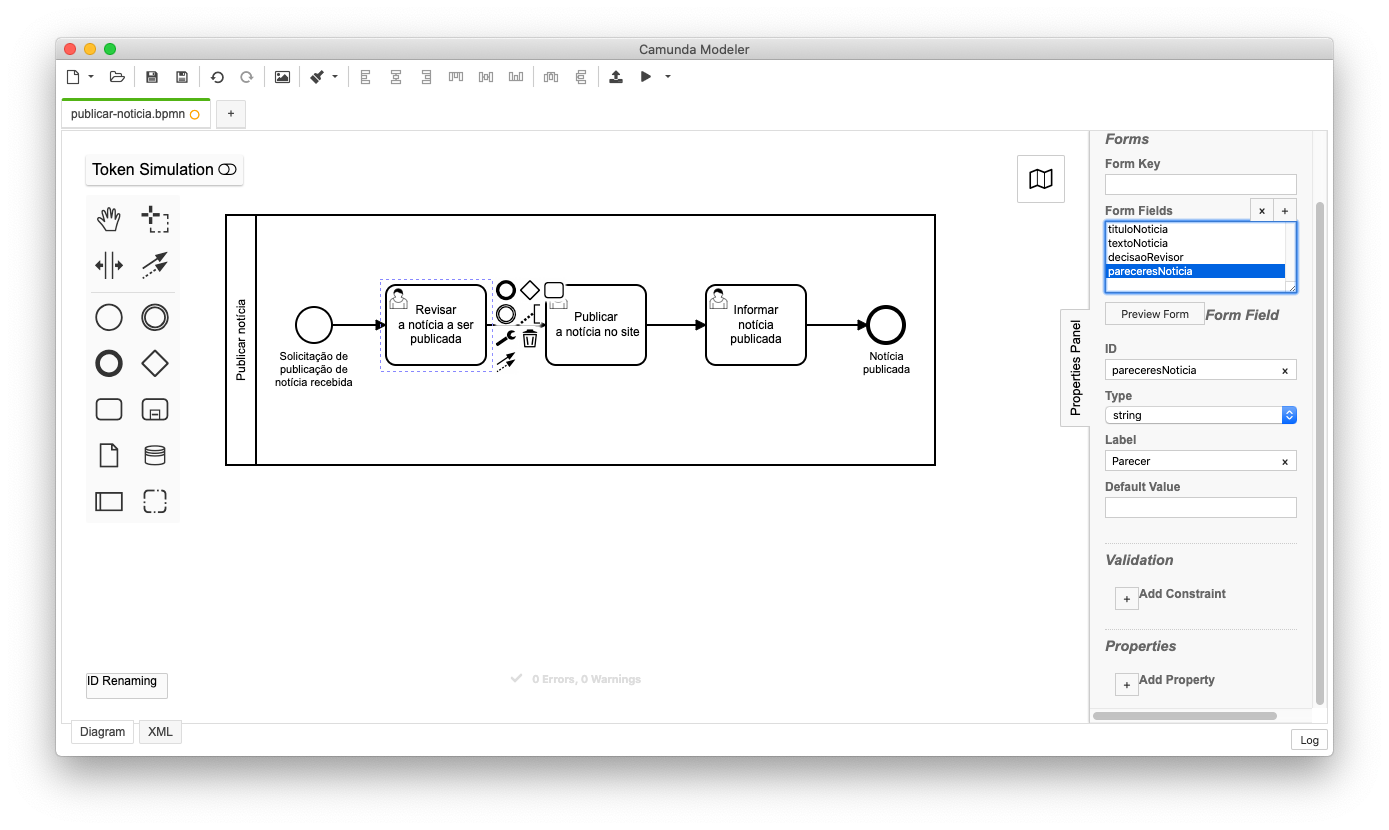 Camunda Modeler
publicar-noticia.bpmn
+
Token Simulation
Publicar notícia
Solicitação de
publicação de
notícia recebida
Revisar
a notícia a ser
publicada
Publicar
a notícia no site
Informar
notícia
publicada
Notícia
publicada
ID Renaming
0 Errors, 0 Warnings
Diagram
XML
Properties Panel
Forms
Form Key
Form Fields
x +
tituloNoticia
textoNoticia
decisaoRevisor
pareceresNoticia
Preview Form
Form Field
ID
pareceresNoticia x
Type
string
Label
Parecer x
Default Value
Validation
+ Add Constraint
Properties
+ Add Property
Log